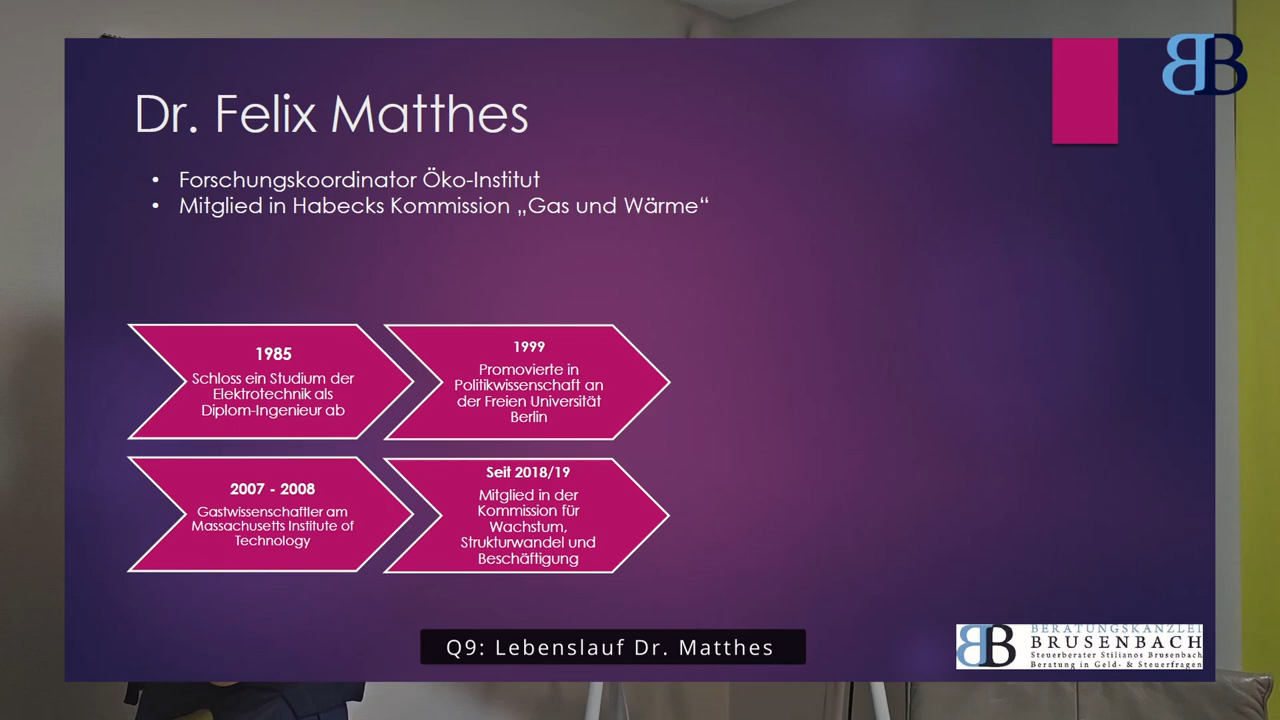 BB
Dr. Felix Matthes
• Forschungskoordinator Öko-Institut
• Mitglied in Habecks Kommission „Gas und Wärme“
1985
Schloss ein Studium der
Elektrotechnik als
Diplom-Ingenieur ab
1999
Promovierte in
Politikwissenschaft an
der Freien Universität
Berlin
2007 - 2008
Gastwissenschaftler am
Massachusetts Institute of
Technology
Seit 2018/19
Mitglied in der
Kommission für
Wachstum,
Strukturwandel und
Beschäftigung
Q9: Lebenslauf Dr. Matthes
BB
BERATUNGSKANZLEI
BRUSENBACH
Steuerberater Stilianos Brusenbach
Beratung in Geld- & Steuerfragen